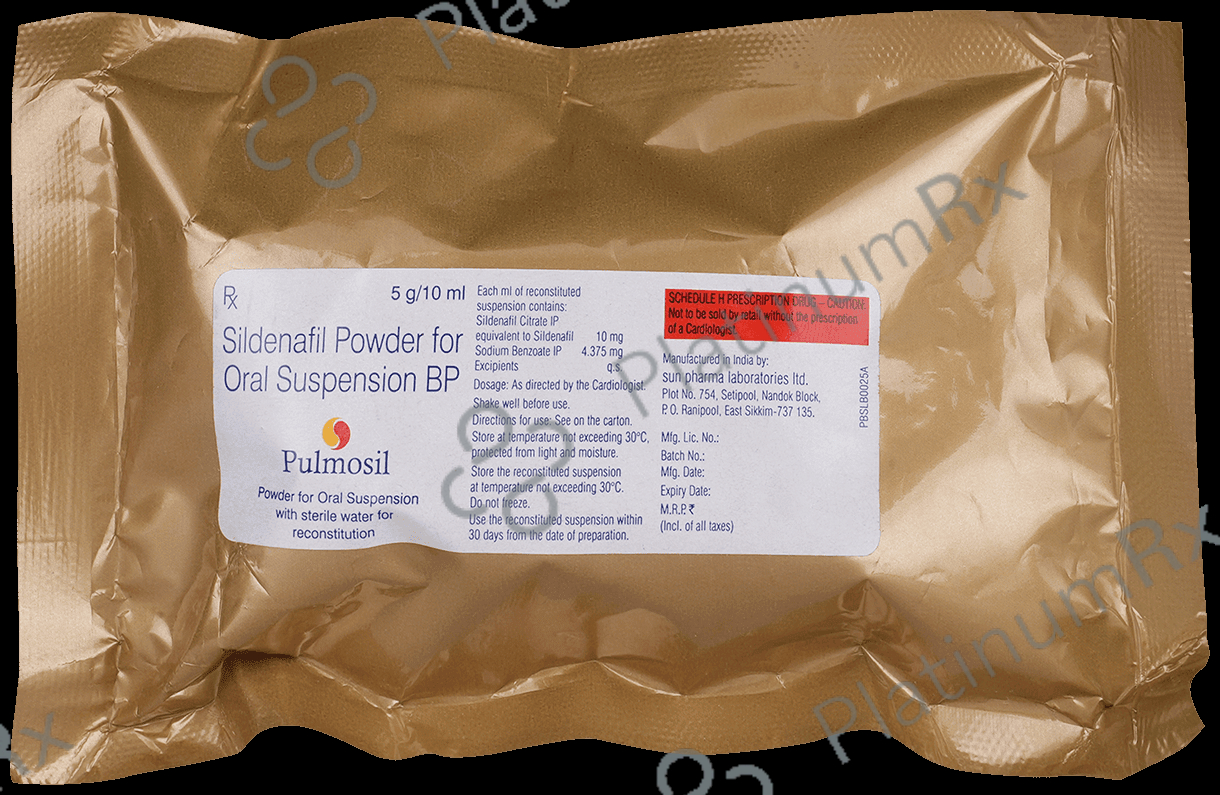 Rx
5 g/10 ml
Sildenafil Powder for
Oral Suspension BP
Pulmosil
Powder for Oral Suspension
with sterile water for
reconstitution
Each ml of reconstituted
suspension contains:
Sildenafil Citrate IP
equivalent to Sildenafil 10 mg
Sodium Benzoate IP 4.375 mg
Excipients q.s.
Dosage: As directed by the Cardiologist.
Shake well before use.
Directions for use: See on the carton.
Store at temperature not exceeding 30°C,
protected from light and moisture.
Store the reconstituted suspension
at temperature not exceeding 30°C.
Do not freeze.
Use the reconstituted suspension within
30 days from the date of preparation.
SCHEDULE H PRESCRIPTION DRUG – CAUTION:
Not to be sold by retail without the prescription
of a Cardiologist.
Manufactured in India by:
sun pharma laboratories ltd.
Plot No. 754, Setipool, Nandok Block,
P.O. Ranipool, East Sikkim-737 135.
Mfg. Lic. No.:
Batch No.:
Mfg. Date:
Expiry Date:
M.R.P. ₹
(Incl. of all taxes)
PBSLB0025A
Platinu
PlatinumRx
PlatinumRx
Rx